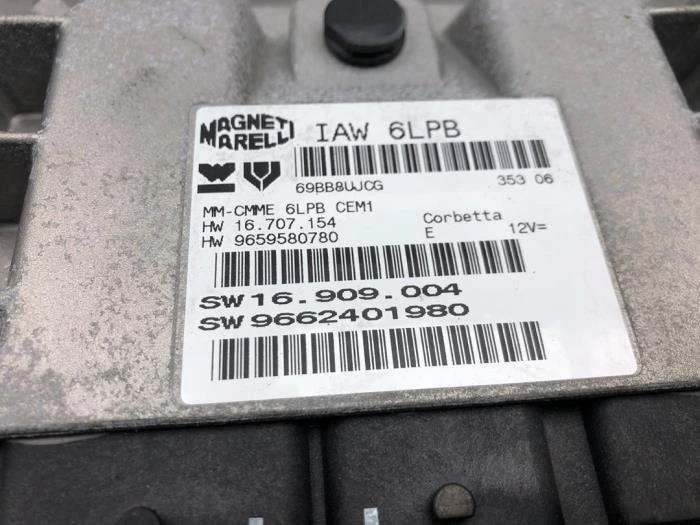 MAGNETI
MARELLI
IAW 6LPB
69BB8UJCG 353 06
MM-CMME 6LPB CEM1
HW 16.707.154
HW 9659580780
Corbetta
E 12V=
SW 16.909.004
SW 9662401980